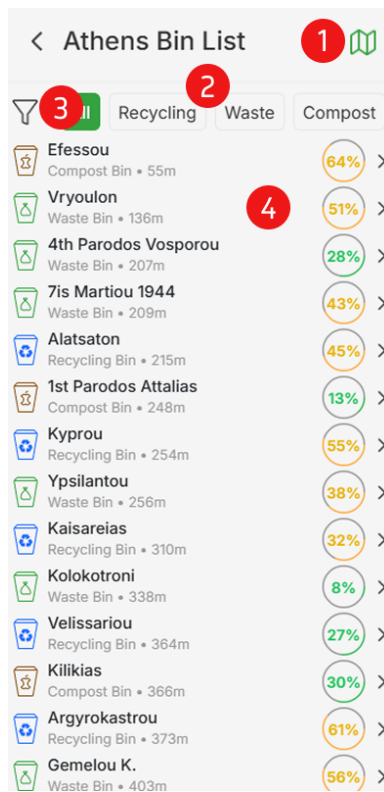 Athens Bin List
1
2
3
ll
Recycling
Waste
Compost
Efessou
Compost Bin • 55m
64%
Vryoulon
Waste Bin • 136m
4
51%
4th Parodos Vosporou
Waste Bin • 207m
28%
7is Martiou 1944
Waste Bin • 209m
43%
Alatsaton
Recycling Bin • 215m
45%
1st Parodos Attalias
Compost Bin • 248m
13%
Kyprou
Recycling Bin • 254m
55%
Ypsilantou
Waste Bin • 256m
38%
Kaisareias
Recycling Bin • 310m
32%
Kolokotroni
Waste Bin • 338m
8%
Velissariou
Recycling Bin • 364m
27%
Kilikias
Compost Bin • 366m
30%
Argyrokastrou
Recycling Bin • 373m
61%
Gemelou K.
Waste Bin • 403m
56%